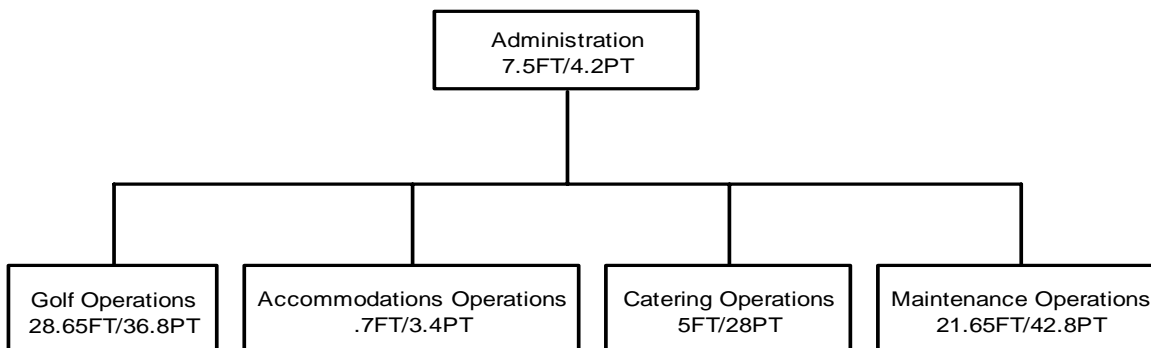 Administration
7.5FT/4.2PT
Golf Operations
28.65FT/36.8PT
Accommodations Operations
.7FT/3.4PT
Catering Operations
5FT/28PT
Maintenance Operations
21.65FT/42.8PT